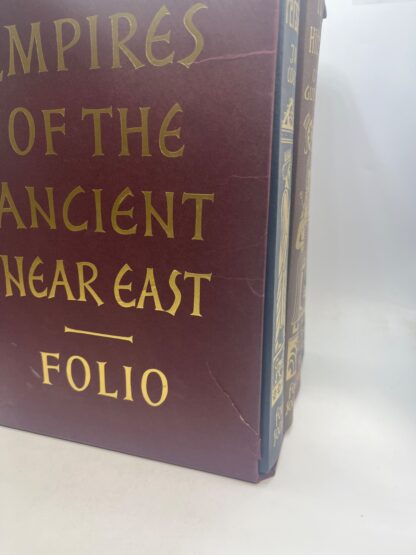 EMPIRES
OF THE
ANCIENT
NEAR EAST
FOLIO